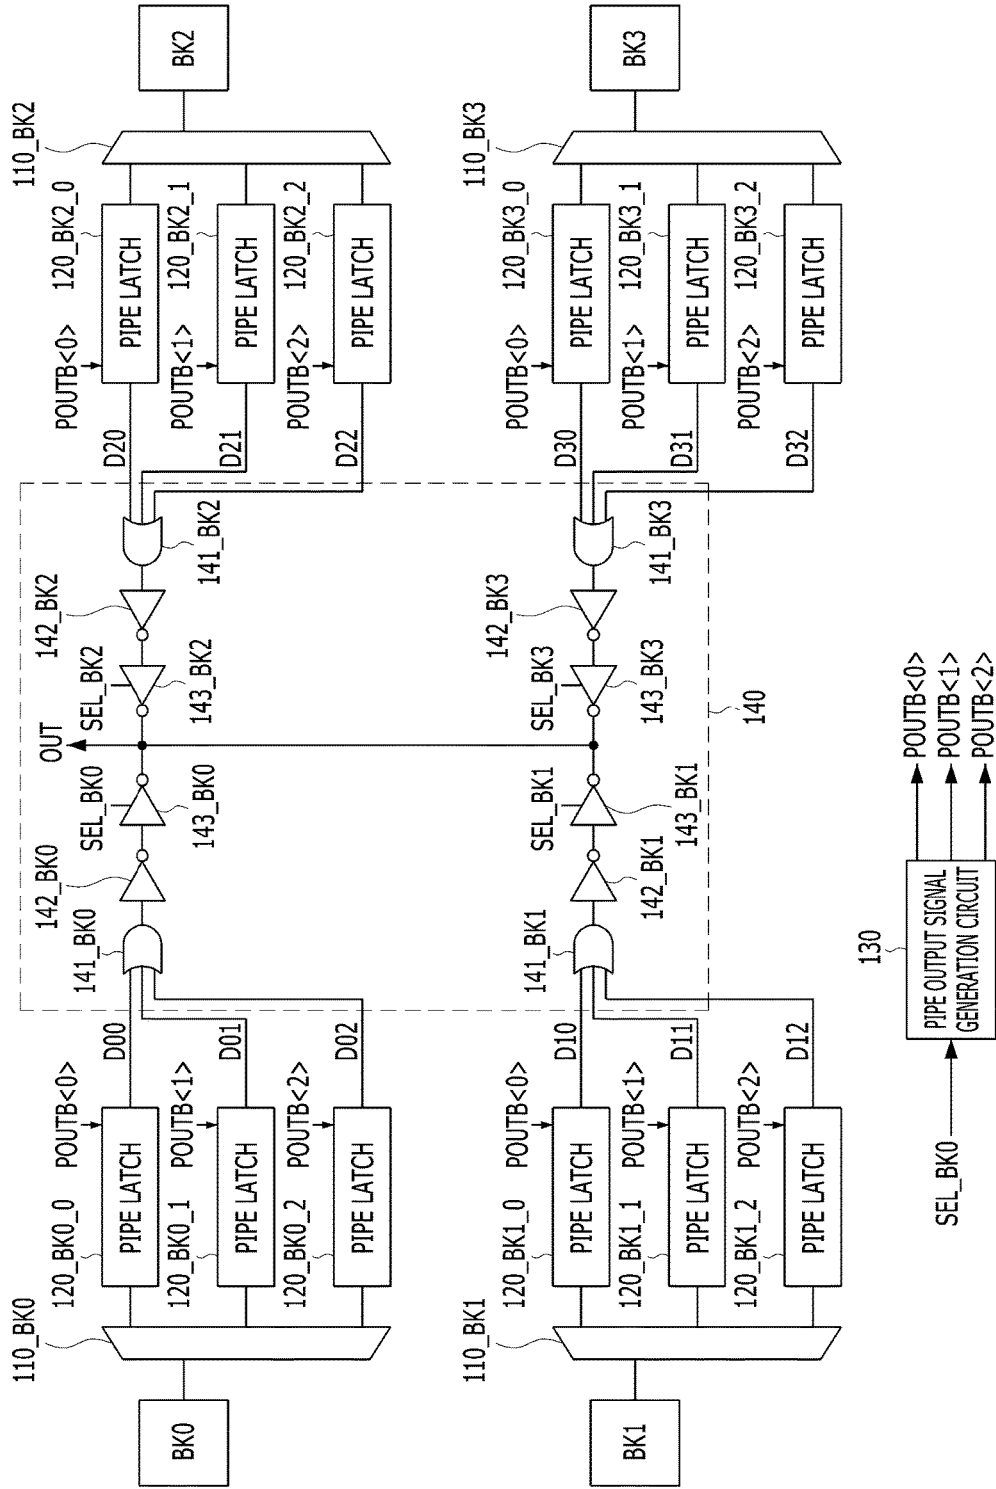 BK0
110_BK0
120_BK0_0
PIPE LATCH
POUTB<0>
D00
120_BK0_1
PIPE LATCH
POUTB<1>
D01
120_BK0_2
PIPE LATCH
POUTB<2>
D02
141_BK0
142_BK0
SEL_BK0
143_BK0
OUT
SEL_BK2
143_BK2
142_BK2
141_BK2
D20
POUTB<0>
PIPE LATCH
120_BK2_0
D21
POUTB<1>
PIPE LATCH
120_BK2_1
D22
POUTB<2>
PIPE LATCH
120_BK2_2
110_BK2
BK2
BK1
110_BK1
120_BK1_0
PIPE LATCH
POUTB<0>
D10
120_BK1_1
PIPE LATCH
POUTB<1>
D11
120_BK1_2
PIPE LATCH
POUTB<2>
D12
141_BK1
142_BK1
SEL_BK1
143_BK1
SEL_BK3
143_BK3
142_BK3
141_BK3
D30
POUTB<0>
PIPE LATCH
120_BK3_0
D31
POUTB<1>
PIPE LATCH
120_BK3_1
D32
POUTB<2>
PIPE LATCH
120_BK3_2
110_BK3
BK3
140
SEL_BK0
130
PIPE OUTPUT SIGNAL
GENERATION CIRCUIT
POUTB<0>
POUTB<1>
POUTB<2>